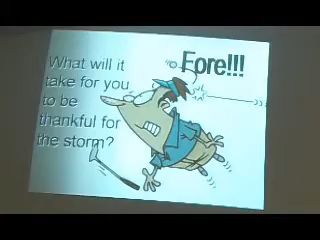 What will it
take for you
to be
thankful for
the storm?
Fore!!!